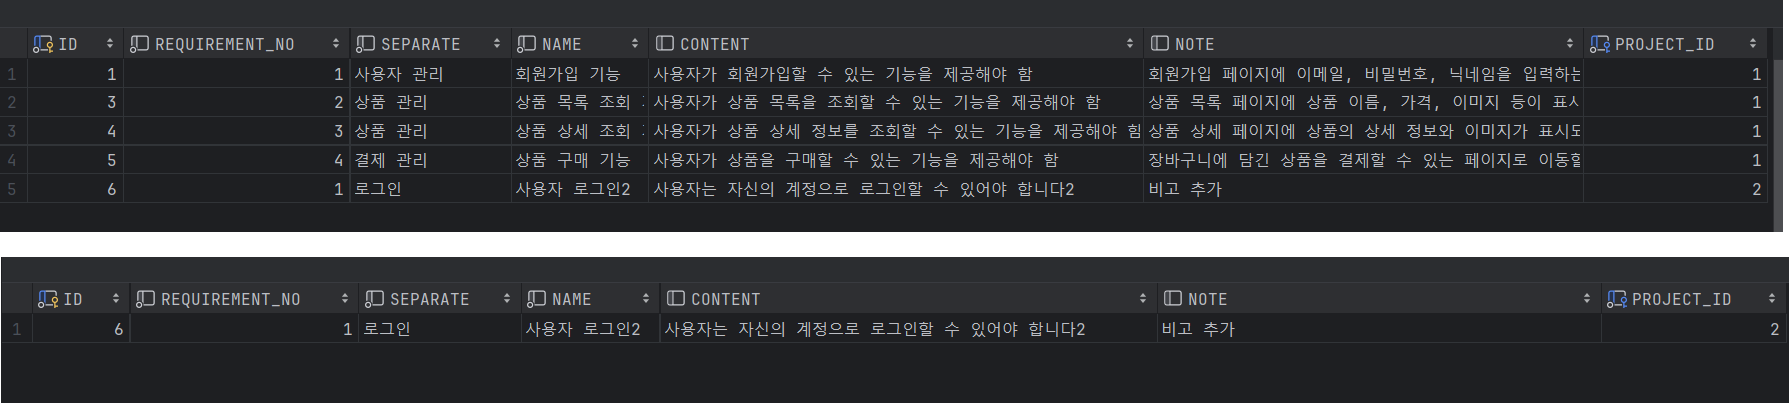 ID REQUIREMENT_NO SEPARATE NAME CONTENT NOTE PROJECT_ID
1 1 1 사용자 관리 회원가입 기능 사용자가 회원가입할 수 있는 기능을 제공해야 함 회원가입 페이지에 이메일, 비밀번호, 닉네임을 입력하는 1
2 3 2 상품 관리 상품 목록 조회 사용자가 상품 목록을 조회할 수 있는 기능을 제공해야 함 상품 목록 페이지에 상품 이름, 가격, 이미지 등이 표시 1
3 4 3 상품 관리 상품 상세 조회 사용자가 상품 상세 정보를 조회할 수 있는 기능을 제공해야 함 상품 상세 페이지에 상품의 상세 정보와 이미지가 표시되 1
4 5 4 결제 관리 상품 구매 기능 사용자가 상품을 구매할 수 있는 기능을 제공해야 함 장바구니에 담긴 상품을 결제할 수 있는 페이지로 이동할 1
5 6 1 로그인 사용자 로그인2 사용자는 자신의 계정으로 로그인할 수 있어야 합니다2 비고 추가 2
ID REQUIREMENT_NO SEPARATE NAME CONTENT NOTE PROJECT_ID
1 6 1 로그인 사용자 로그인2 사용자는 자신의 계정으로 로그인할 수 있어야 합니다2 비고 추가 2